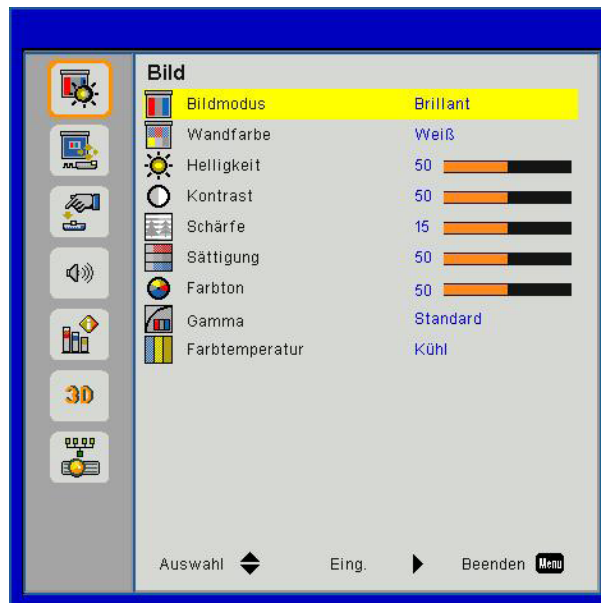 Bild
Bildmodus Brillant
Wandfarbe Weiß
Helligkeit 50
Kontrast 50
Schärfe 15
Sättigung 50
Farbton 50
Gamma Standard
Farbtemperatur Kühl
3D
Auswahl Eing. Beenden Menu